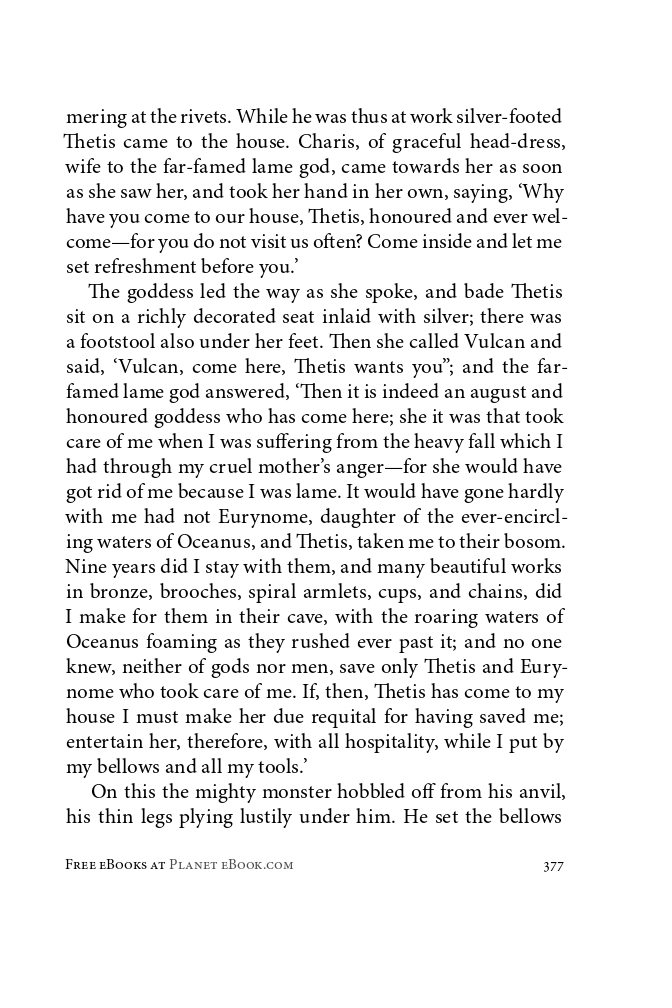 mering at the rivets. While he was thus at work silver-footed
Thetis came to the house. Charis, of graceful head-dress,
wife to the far-famed lame god, came towards her as soon
as she saw her, and took her hand in her own, saying, ‘Why
have you come to our house, Thetis, honoured and ever wel-
come—for you do not visit us often? Come inside and let me
set refreshment before you.’
The goddess led the way as she spoke, and bade Thetis
sit on a richly decorated seat inlaid with silver; there was
a footstool also under her feet. Then she called Vulcan and
said, ‘Vulcan, come here, Thetis wants you”; and the far-
famed lame god answered, ‘Then it is indeed an august and
honoured goddess who has come here; she it was that took
care of me when I was suffering from the heavy fall which I
had through my cruel mother’s anger—for she would have
got rid of me because I was lame. It would have gone hardly
with me had not Eurynome, daughter of the ever-encircl-
ing waters of Oceanus, and Thetis, taken me to their bosom.
Nine years did I stay with them, and many beautiful works
in bronze, brooches, spiral armlets, cups, and chains, did
I make for them in their cave, with the roaring waters of
Oceanus foaming as they rushed ever past it; and no one
knew, neither of gods nor men, save only Thetis and Eury-
nome who took care of me. If, then, Thetis has come to my
house I must make her due requital for having saved me;
entertain her, therefore, with all hospitality, while I put by
my bellows and all my tools.’
On this the mighty monster hobbled off from his anvil,
his thin legs plying lustily under him. He set the bellows
Free eBooks at Planet eBook.com 377